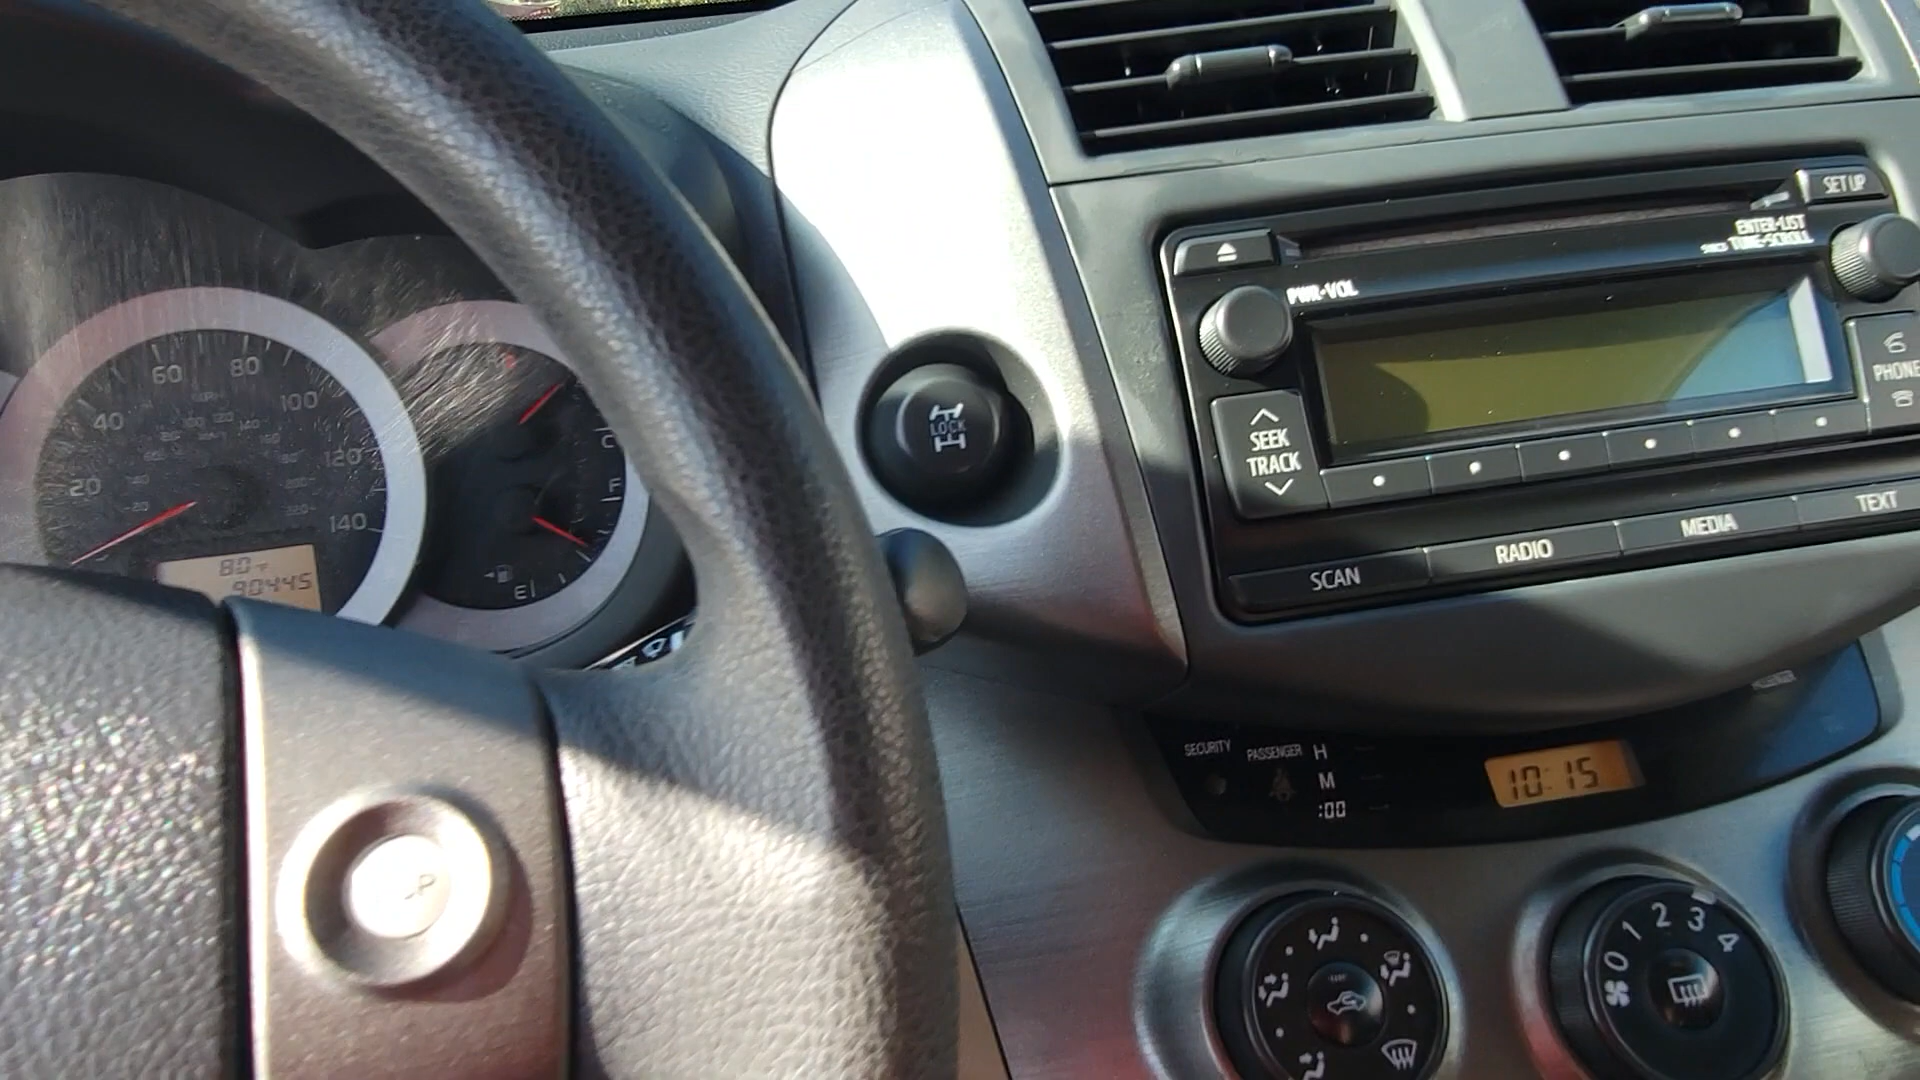 SET UP
ENTER•LIST
TUNE•SCROLL
PWR•VOL
PHONE
SEEK
TRACK
TEXT
MEDIA
RADIO
SCAN
LOCK
60
80
40
100
120
20
140
80°F
90445
C
F
E
SECURITY
PASSENGER
H
M
:00
10:15
0
1
2
3
4